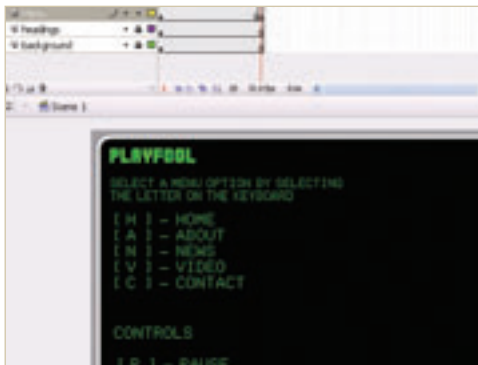 headings
background
Scene 1
PLAYFOOL
SELECT A MENU OPTION BY SELECTING
THE LETTER ON THE KEYBOARD
[ H ] - HOME
[ A ] - ABOUT
[ N ] - NEWS
[ V ] - VIDEO
[ C ] - CONTACT
CONTROLS
[ P ] - PAUSE